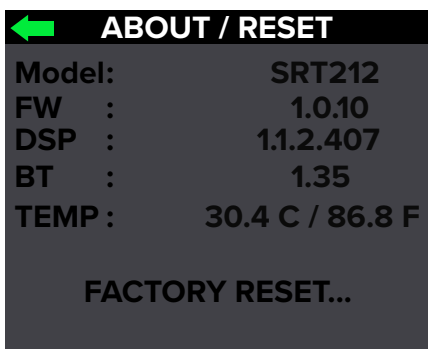 ABOUT / RESET
Model: SRT212
FW : 1.0.10
DSP : 1.1.2.407
BT : 1.35
TEMP : 30.4 C / 86.8 F
FACTORY RESET...